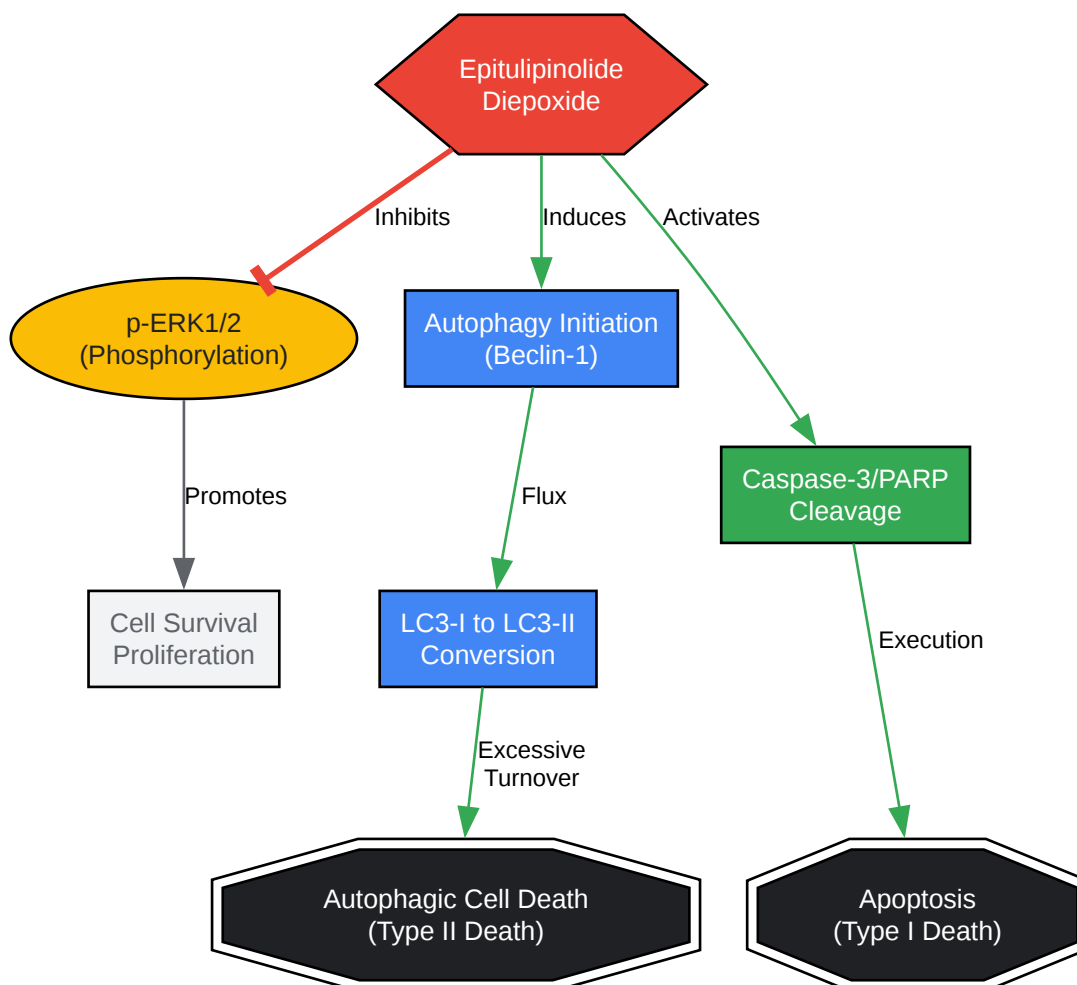 Epitulipinolide
Diepoxide
Inhibits
Induces
Activates
p-ERK1/2
(Phosphorylation)
Autophagy Initiation
(Beclin-1)
Caspase-3/PARP
Cleavage
Promotes
Flux
Cell Survival
Proliferation
LC3-I to LC3-II
Conversion
Execution
Excessive
Turnover
Autophagic Cell Death
(Type II Death)
Apoptosis
(Type I Death)